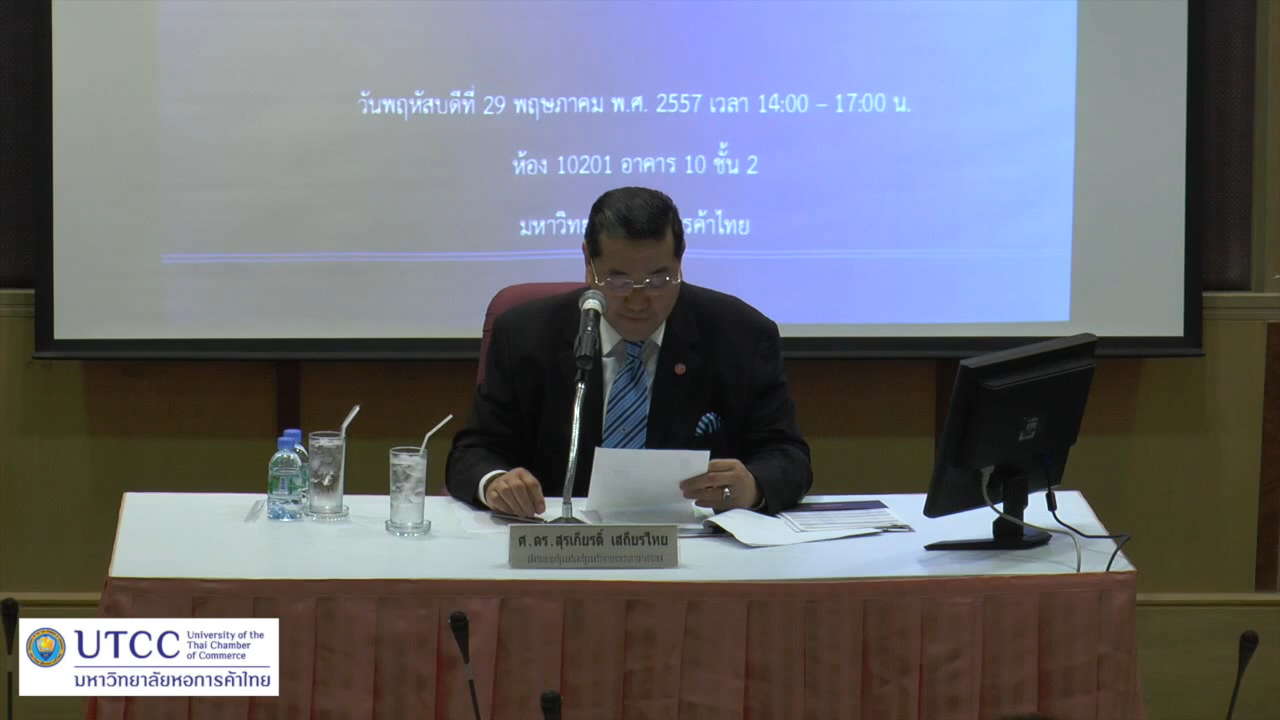 วันพฤหัสบดีที่ 29 พฤษภาคม พ.ศ. 2557 เวลา 14:00 – 17:00 น.
ห้อง 10201 อาคาร 10 ชั้น 2
มหาวิทย รค้าไทย
ศ.ดร.สุรเกียรติ์ เสถียรไทย
UTCC University of the
Thai Chamber
of Commerce
มหาวิทยาลัยหอการค้าไทย